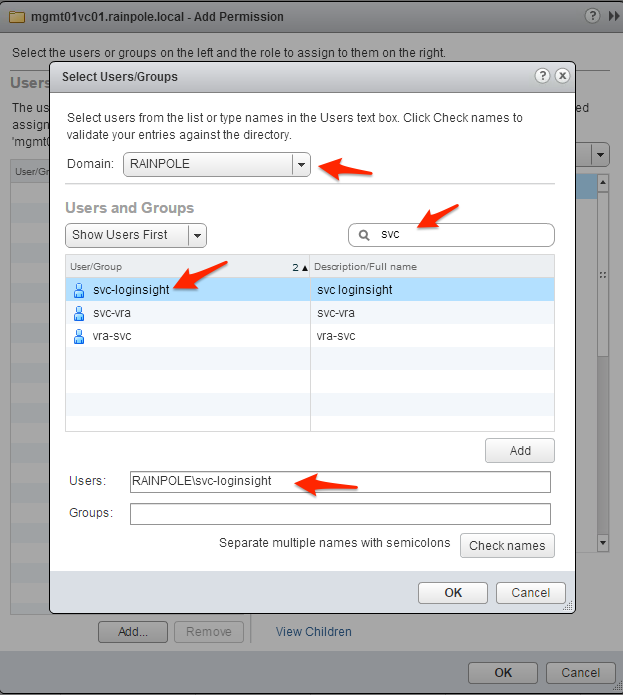 mgmt01vc01.rainpole.local - Add Permission
Select the users or groups on the left and the role to assign to them on the right.
Users
The us
ed
assign
'mgmt0
User/Gr
Select Users/Groups
Select users from the list or type names in the Users text box. Click Check names to
validate your entries against the directory.
Domain: RAINPOLE
Users and Groups
Show Users First
svc
User/Group 2 Description/Full name
svc-loginsight svc loginsight
svc-vra svc-vra
vra-svc vra-svc
Add
Users: RAINPOLE\svc-loginsight
Groups:
Separate multiple names with semicolons Check names
OK Cancel
Add... Remove View Children
OK Cancel